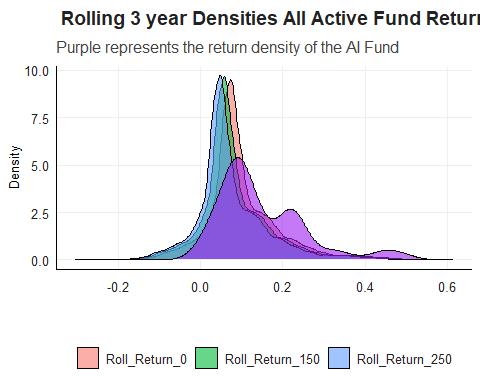 Rolling 3 year Densities All Active Fund Return
Purple represents the return density of the AI Fund
10.0
7.5
5.0
2.5
0.0
Density
-0.2 0.0 0.2 0.4 0.6
Roll_Return_0 Roll_Return_150 Roll_Return_250